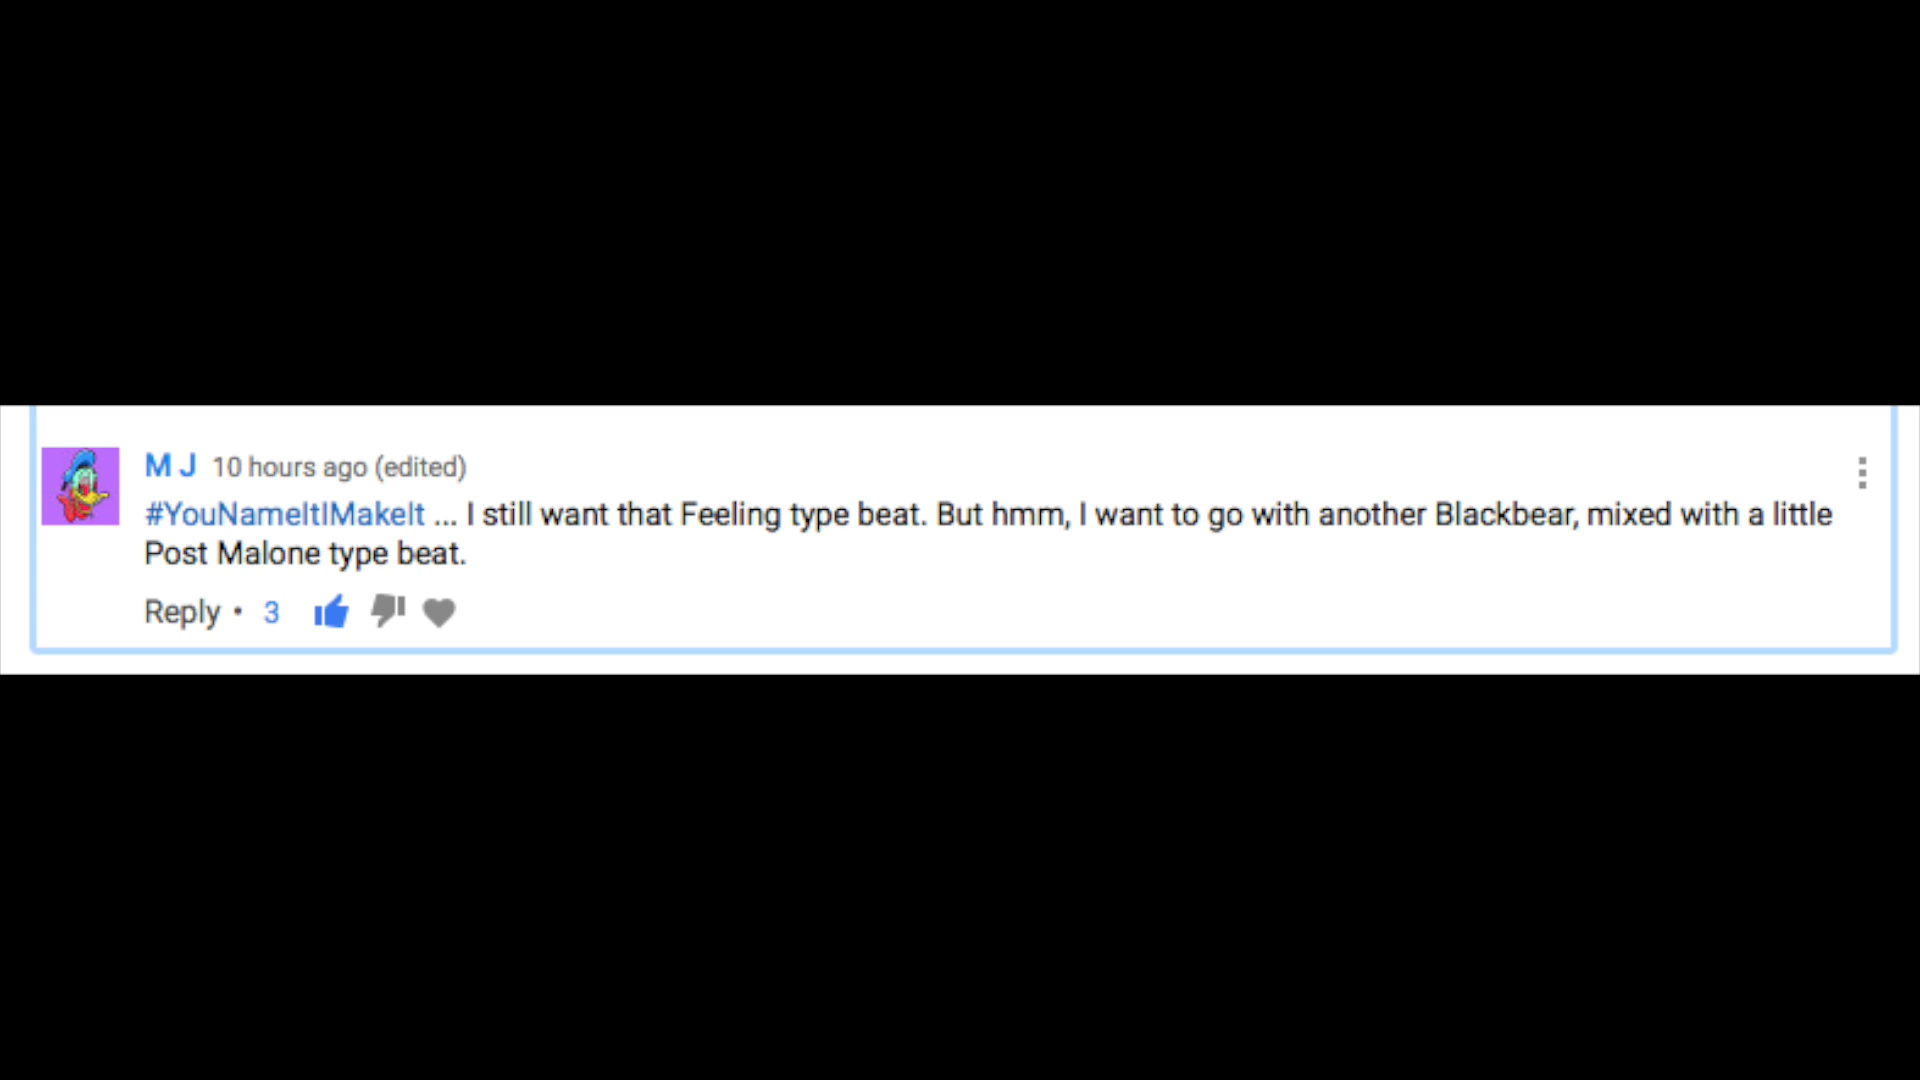 M J 10 hours ago (edited)
#YouNameItIMakeIt ... I still want that Feeling type beat. But hmm, I want to go with another Blackbear, mixed with a little
Post Malone type beat.
Reply • 3